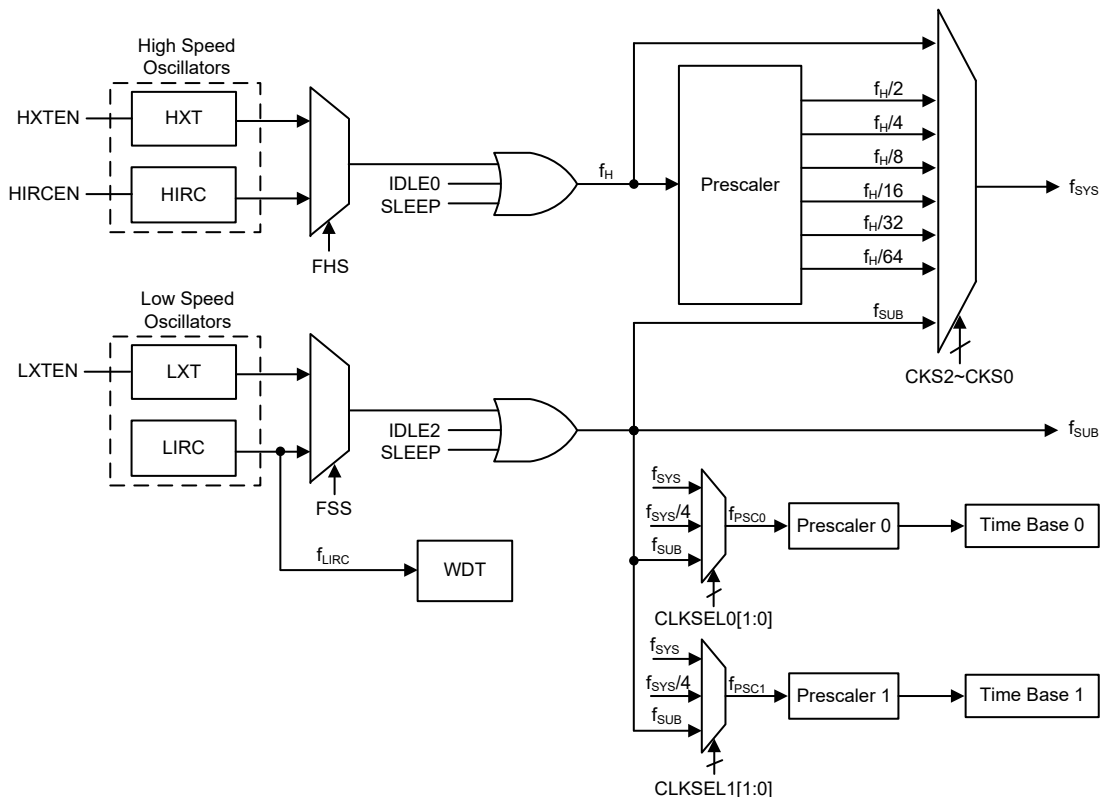 High Speed
Oscillators
HXTEN
HXT
HIRCEN
HIRC
FHS
IDLE0
SLEEP
fH
Prescaler
fH/2
fH/4
fH/8
fH/16
fH/32
fH/64
fSUB
CKS2~CKS0
fSYS
Low Speed
Oscillators
LXTEN
LXT
LIRC
FSS
IDLE2
SLEEP
fSUB
fLIRC
WDT
fSYS
fSYS/4
fSUB
fPSC0
Prescaler 0
Time Base 0
CLKSEL0[1:0]
fSYS
fSYS/4
fSUB
fPSC1
Prescaler 1
Time Base 1
CLKSEL1[1:0]